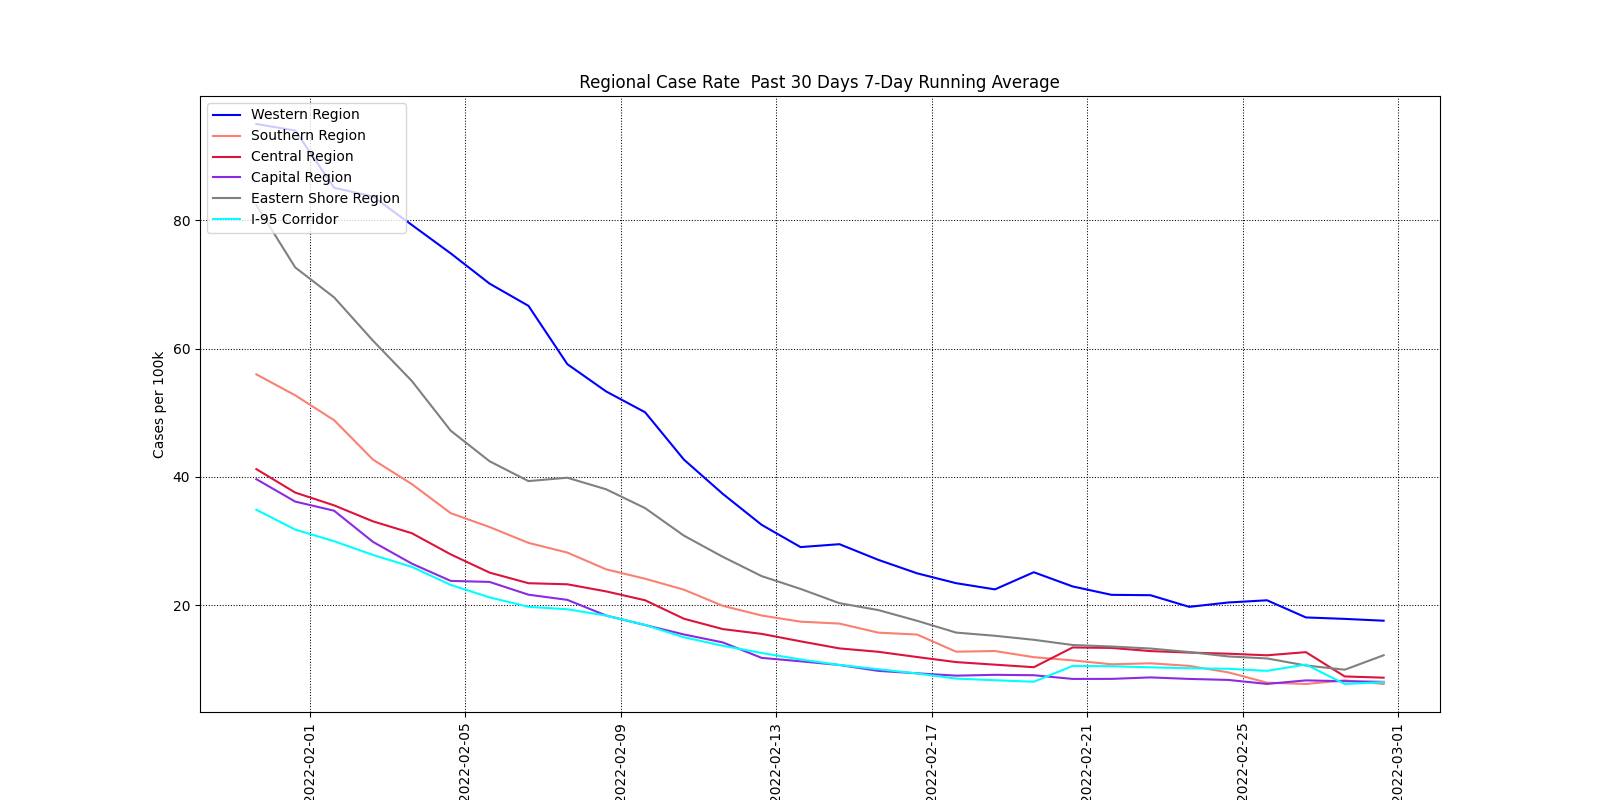 Regional Case Rate  Past 30 Days 7-Day Running Average
Western Region
Southern Region
Central Region
Capital Region
Eastern Shore Region
I-95 Corridor
Cases per 100k
80
60
40
20
2022-02-01
2022-02-05
2022-02-09
2022-02-13
2022-02-17
2022-02-21
2022-02-25
2022-03-01